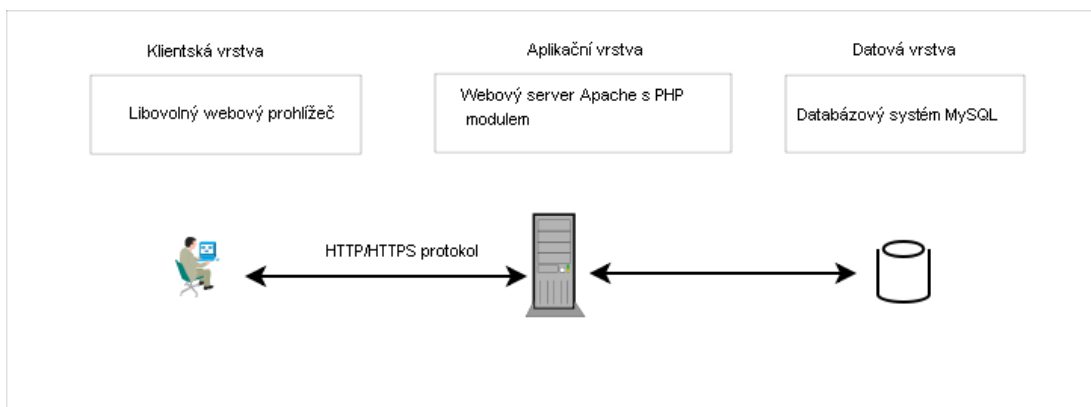 Klientská vrstva
Aplikační vrstva
Datová vrstva
Libovolný webový prohlížeč
Webový server Apache s PHP
modulem
Databázový systém MySQL
HTTP/HTTPS protokol